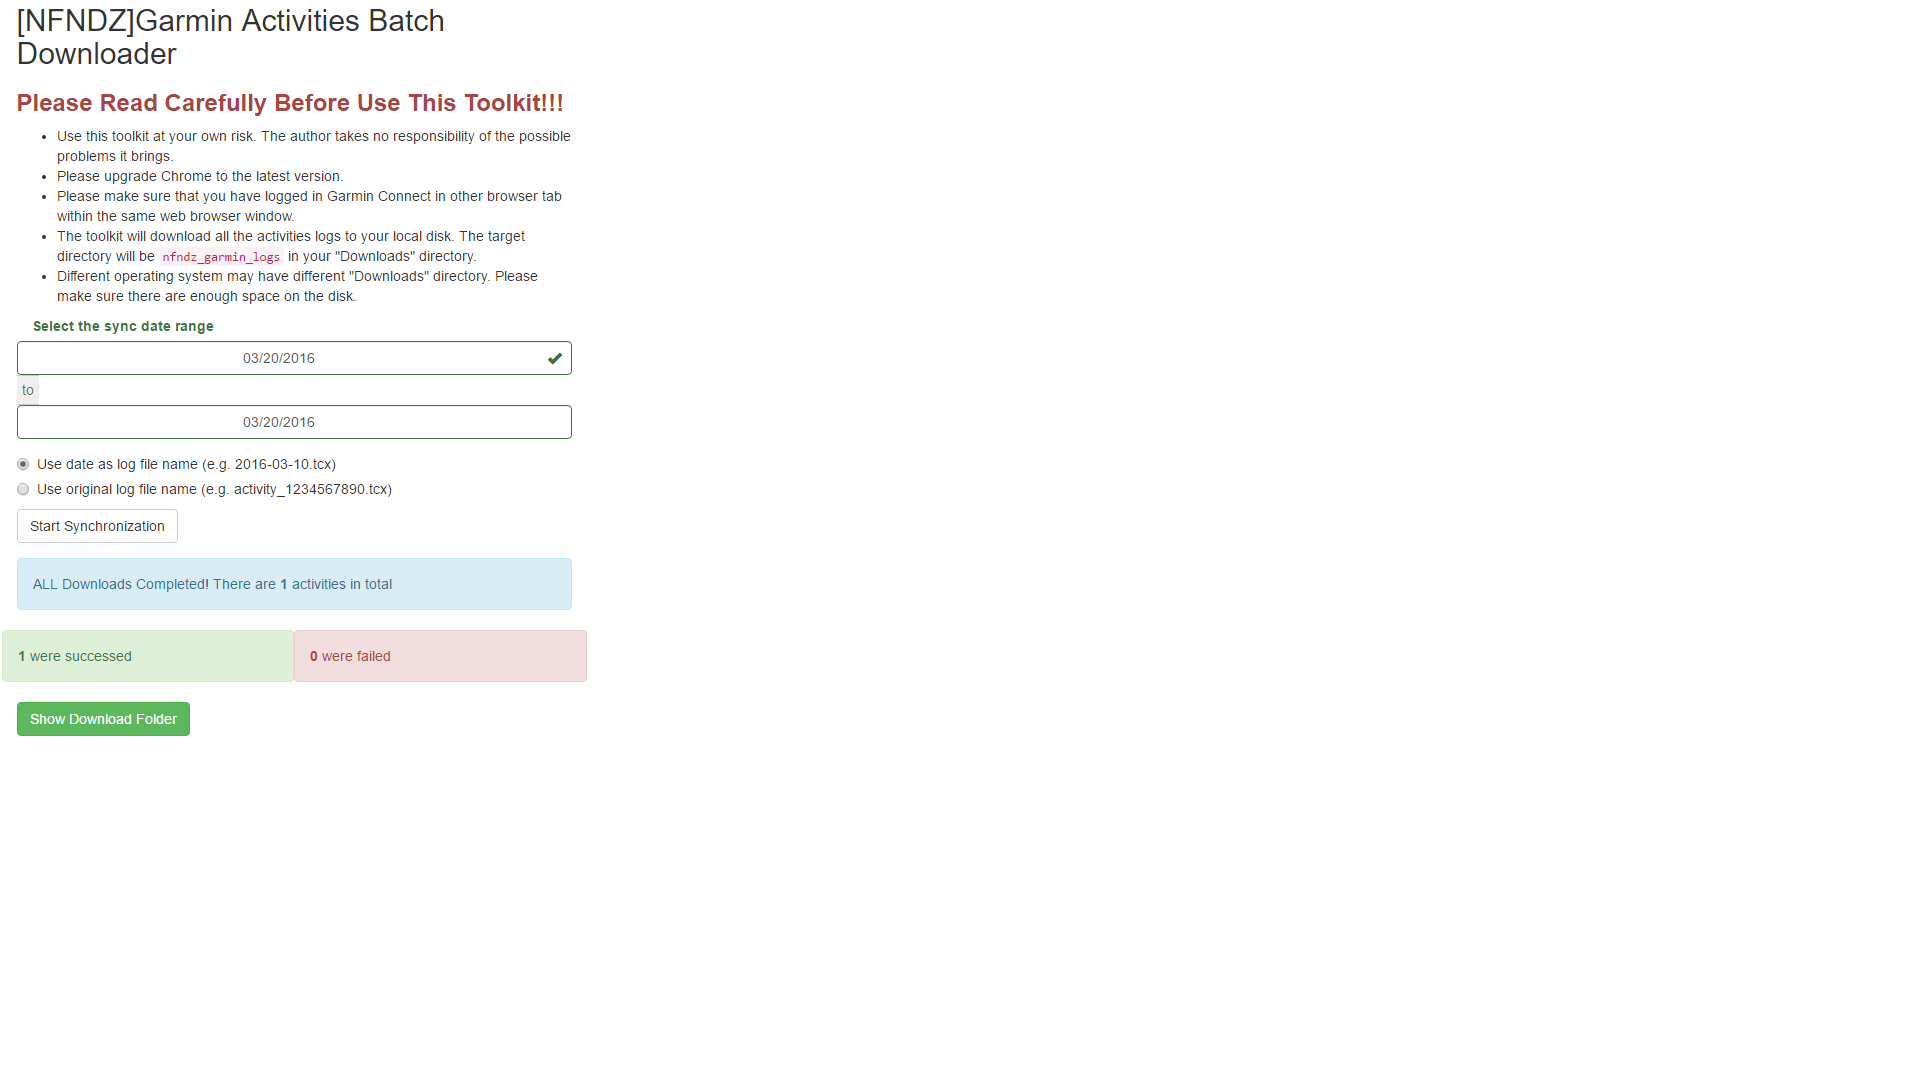 [NFNDZ]Garmin Activities Batch
Downloader
Please Read Carefully Before Use This Toolkit!!!
• Use this toolkit at your own risk. The author takes no responsibility of the possible
problems it brings.
• Please upgrade Chrome to the latest version.
• Please make sure that you have logged in Garmin Connect in other browser tab
within the same web browser window.
• The toolkit will download all the activities logs to your local disk. The target
directory will be nfndz_garmin_logs in your "Downloads" directory.
• Different operating system may have different "Downloads" directory. Please
make sure there are enough space on the disk.
Select the sync date range
03/20/2016
to
03/20/2016
Use date as log file name (e.g. 2016-03-10.tcx)
Use original log file name (e.g. activity_1234567890.tcx)
Start Synchronization
ALL Downloads Completed! There are 1 activities in total
1 were successed
0 were failed
Show Download Folder